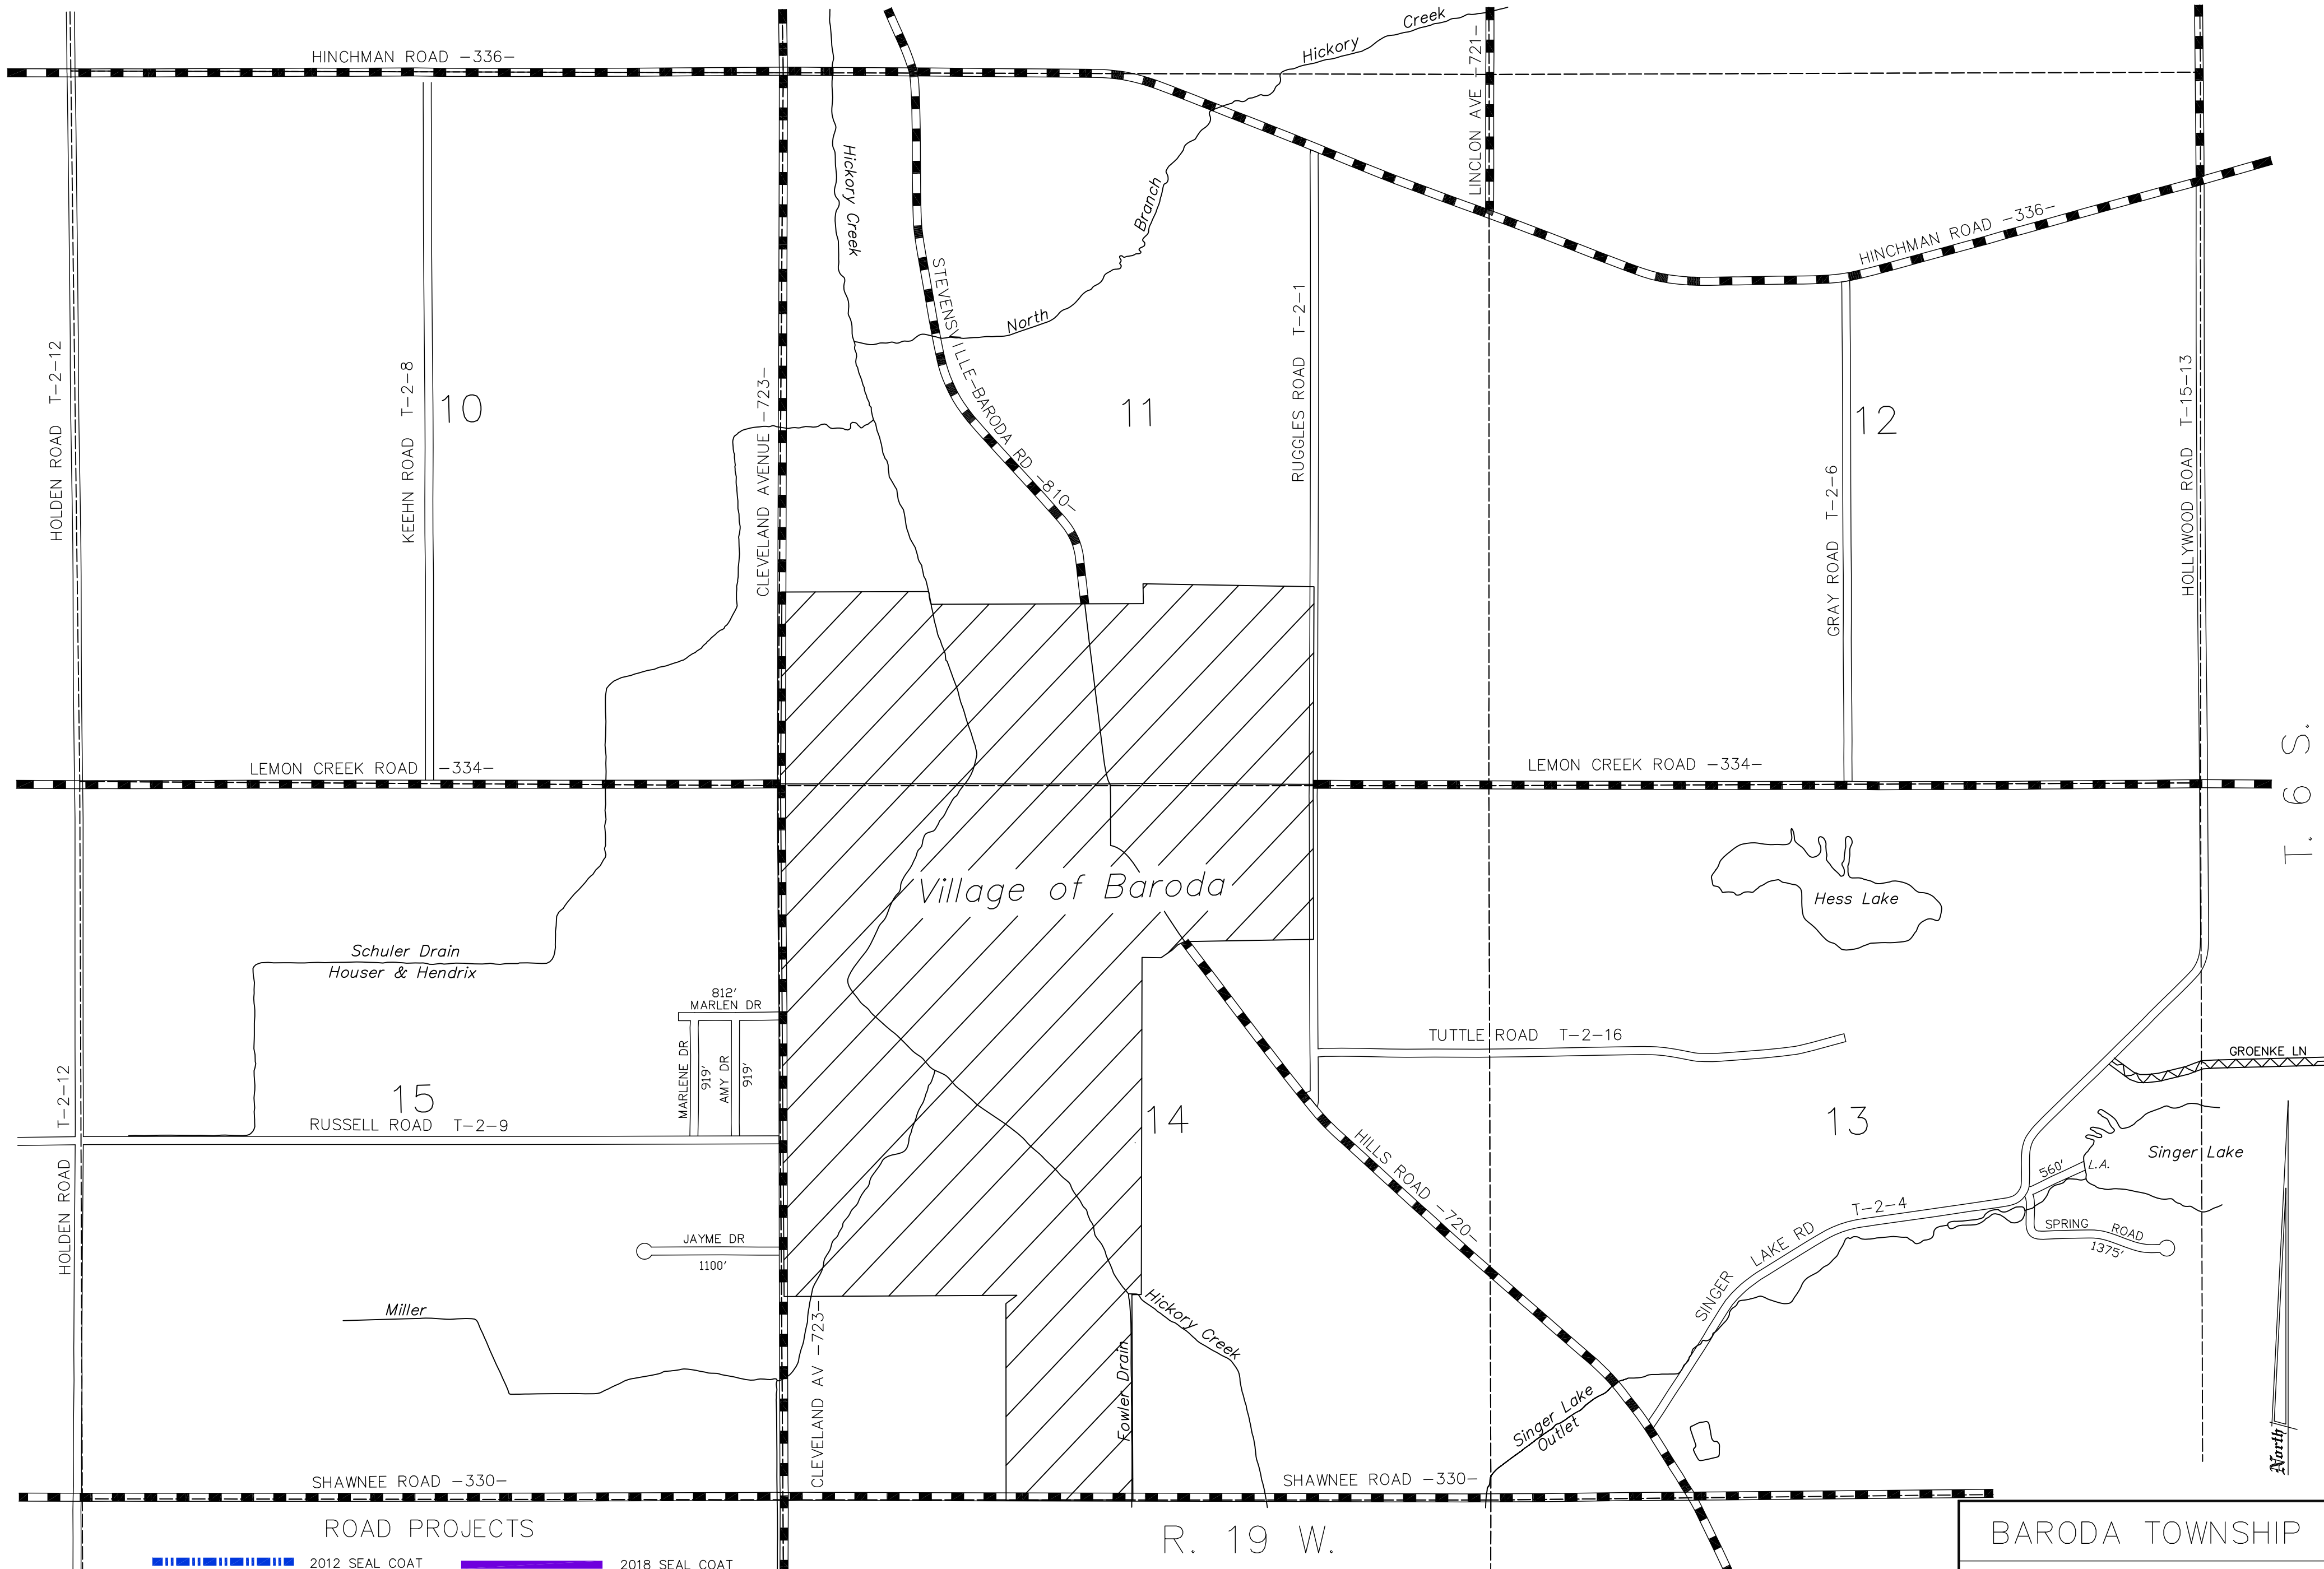 HINCHMAN ROAD -336-
Hickory
Creek
LINCLON AVE -721-
Hickory Creek
Branch
North
STEVENSVILLE-BARODA RD -810-
HINCHMAN ROAD -336-
HOLDEN ROAD T-2-12
KEEHN ROAD T-2-8
10
CLEVELAND AVENUE -723-
11
RUGGLES ROAD T-2-1
12
GRAY ROAD T-2-6
HOLLYWOOD ROAD T-15-13
LEMON CREEK ROAD -334-
LEMON CREEK ROAD -334-
T. 6 S.
Village of Baroda
Hess Lake
Schuler Drain
Houser & Hendrix
812'
MARLEN DR
MARLENE DR
919'
AMY DR
919'
TUTTLE ROAD T-2-16
GROENKE LN
T-2-12
15
RUSSELL ROAD T-2-9
14
13
HOLDEN ROAD
HILLS ROAD -720-
Singer Lake
560'
L.A.
SINGER LAKE RD T-2-4
SPRING ROAD
1375'
JAYME DR
1100'
Miller
CLEVELAND AV -723-
Hickory Creek
Fowler Drain
Singer Lake
Outlet
North
SHAWNEE ROAD -330-
SHAWNEE ROAD -330-
ROAD PROJECTS
R. 19 W.
BARODA TOWNSHIP
2012 SEAL COAT
2018 SEAL COAT